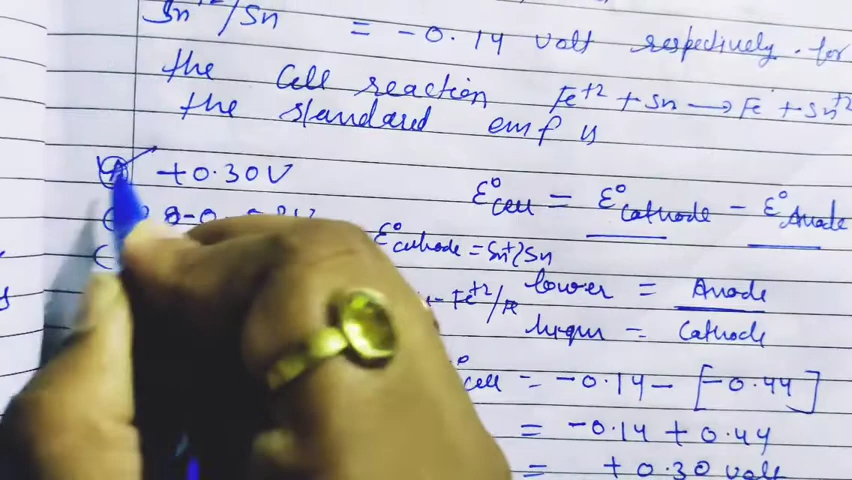 Sn⁺²/Sn = -0.14 volt respectively. for
the Cell reaction Fe⁺² + Sn → Fe + Sn⁺²
the standard emf is
+0.30V
ε°cell = ε°Cathode - ε°Anode
ε°cathode = Sn⁺²/Sn
Fe⁺²/Fe lower = Anode
higher = Cathode
cell = -0.14 - [-0.44]
= -0.14 + 0.44
= +0.30 volt